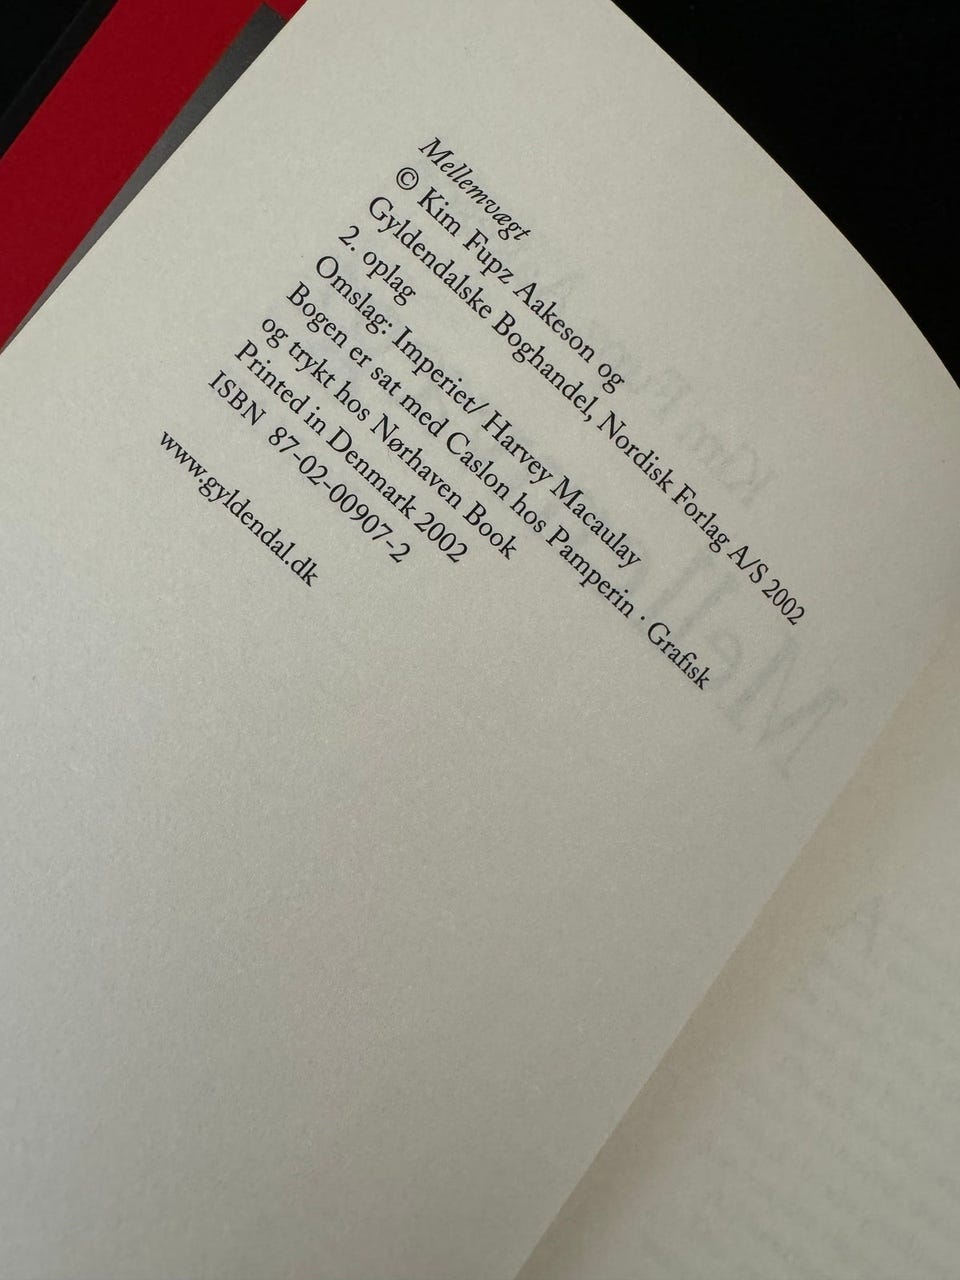 Mellemvægt
© Kim Fupz Aakeson og
Gyldendalske Boghandel, Nordisk Forlag A/S 2002
2. oplag
Omslag: Imperiet/ Harvey Macaulay
Bogen er sat med Caslon hos Pamperin · Grafisk
og trykt hos Nørhaven Book
Printed in Denmark 2002
ISBN 87-02-00907-2
www.gyldendal.dk